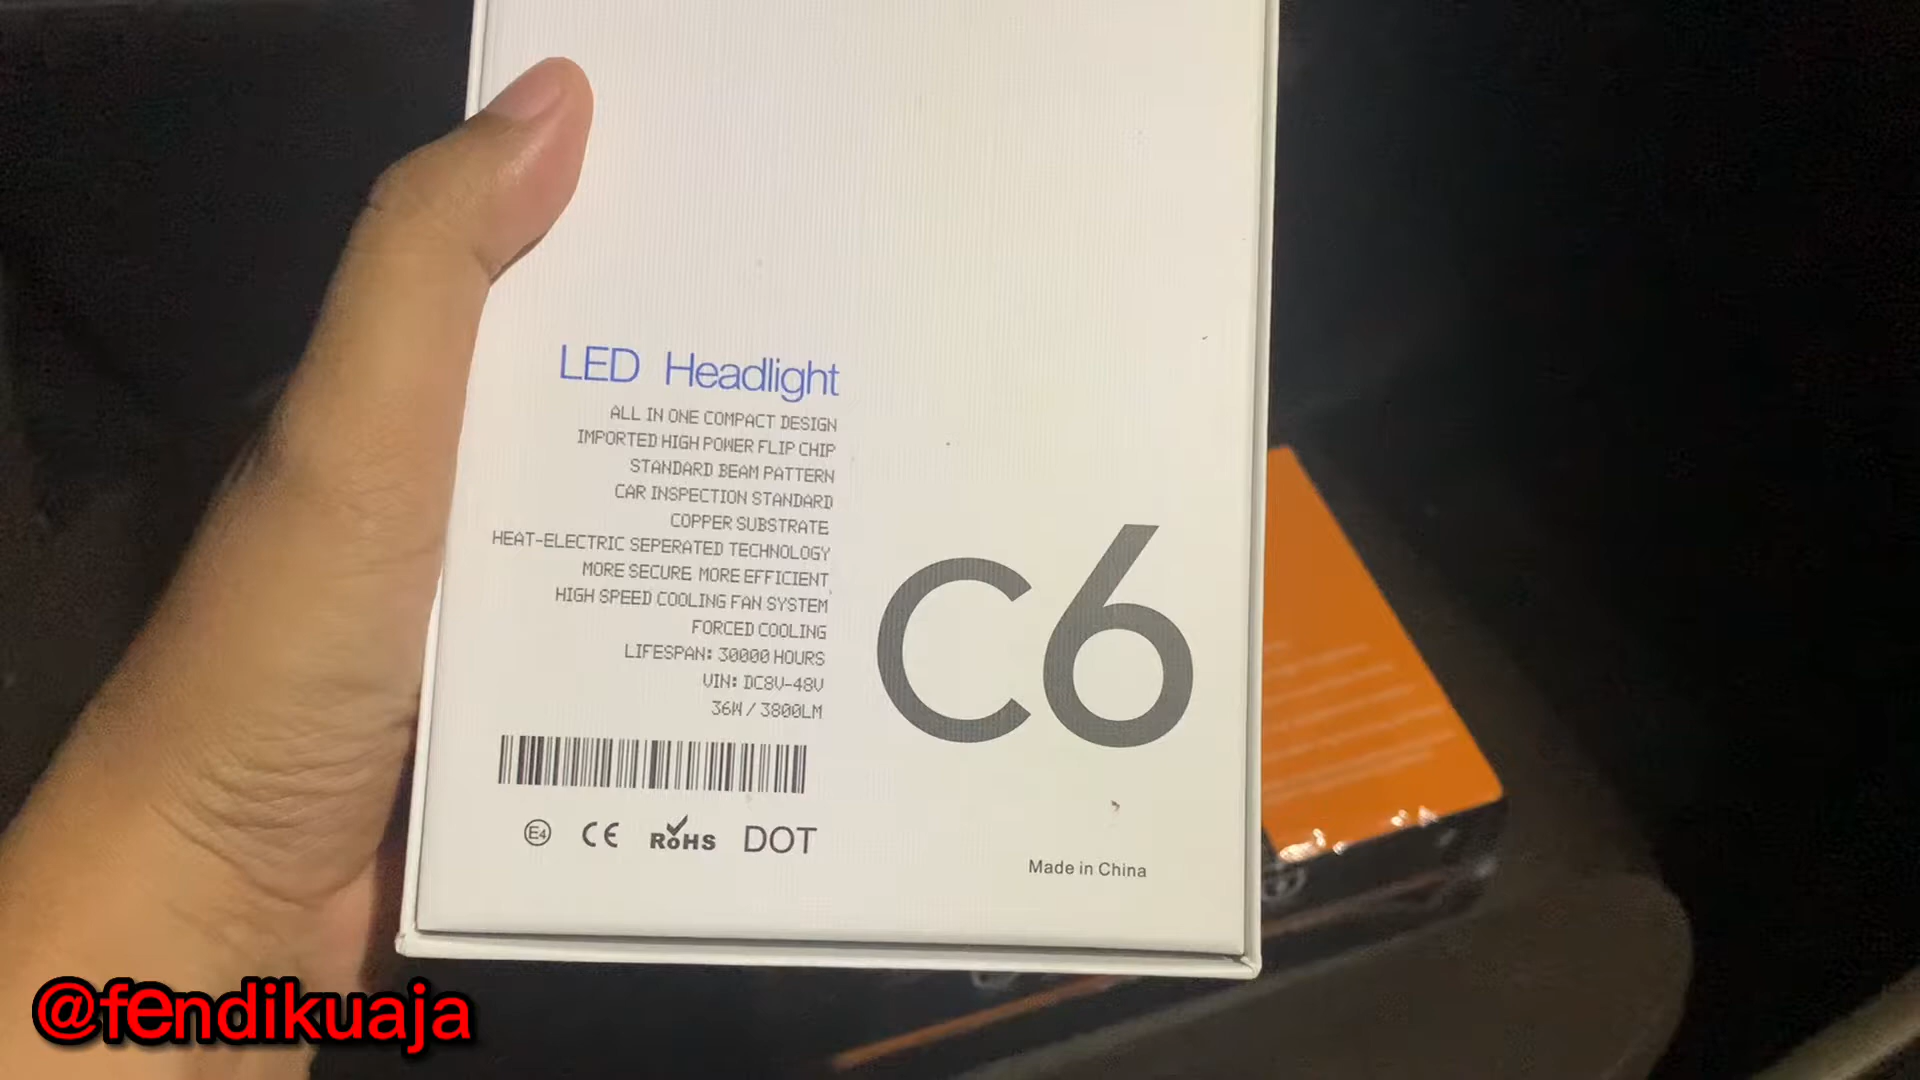 LED Headlight
ALL IN ONE COMPACT DESIGN
IMPORTED HIGH POWER FLIP CHIP
STANDARD BEAM PATTERN
CAR INSPECTION STANDARD
COPPER SUBSTRATE
HEAT-ELECTRIC SEPERATED TECHNOLOGY
MORE SECURE MORE EFFICIENT
HIGH SPEED COOLING FAN SYSTEM
FORCED COOLING
LIFESPAN: 30000 HOURS
VIN: DC8V-48V
36W / 3800LM
C6
E4 CE RoHS DOT
Made in China
@fendikuaja